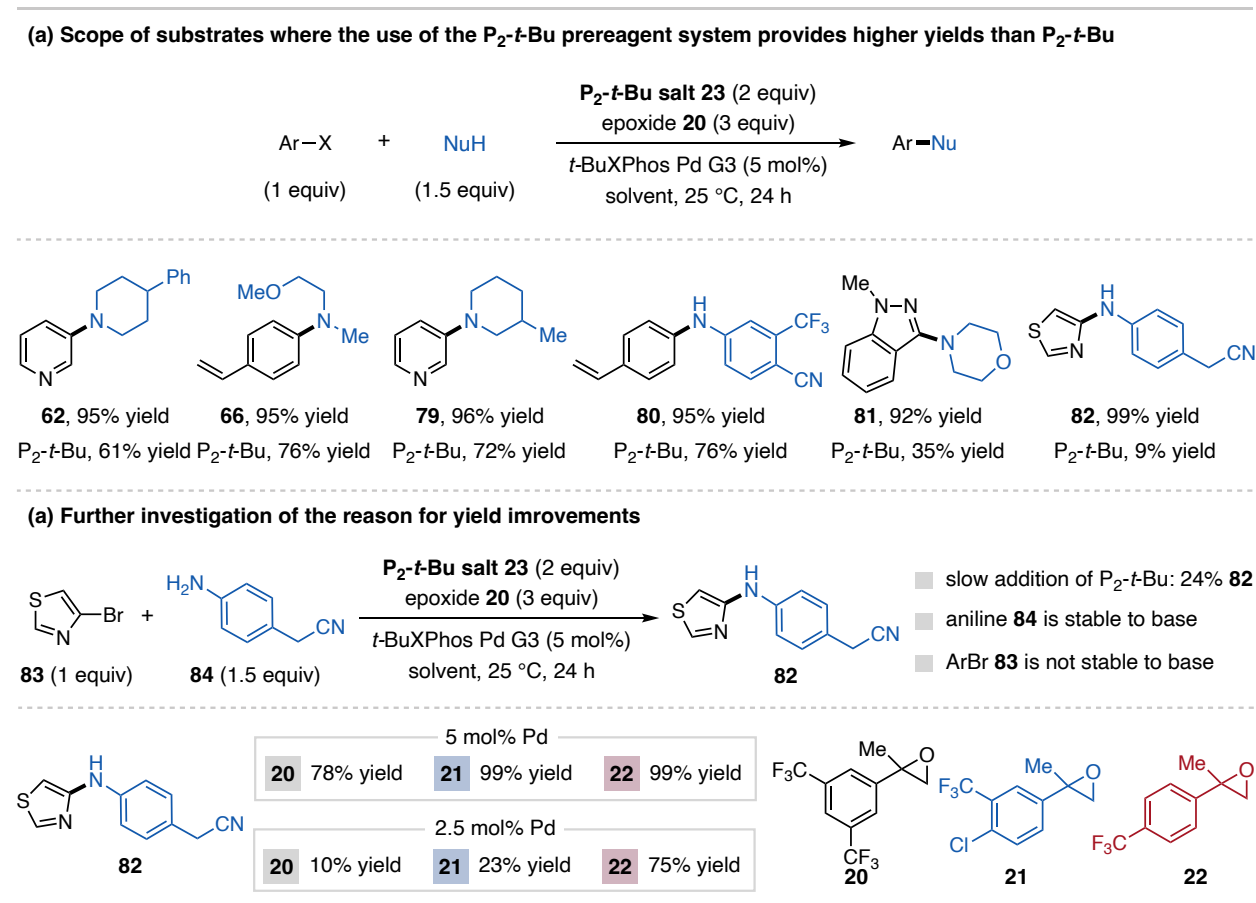 (a) Scope of substrates where the use of the P2-t-Bu prereagent system provides higher yields than P2-t-Bu
P2-t-Bu salt 23 (2 equiv)
epoxide 20 (3 equiv)
Ar–X + NuH Ar–Nu
t-BuXPhos Pd G3 (5 mol%)
(1 equiv) (1.5 equiv)
solvent, 25 °C, 24 h
N
N
Ph
MeO
N
Me
N
N
Me
H
N
CF3
CN
Me
N
N
N
O
S
N
H
N
CN
62, 95% yield
P2-t-Bu, 61% yield
66, 95% yield
P2-t-Bu, 76% yield
79, 96% yield
P2-t-Bu, 72% yield
80, 95% yield
P2-t-Bu, 76% yield
81, 92% yield
P2-t-Bu, 35% yield
82, 99% yield
P2-t-Bu, 9% yield
(a) Further investigation of the reason for yield imrovements
S
N
Br
+
H2N
CN
83 (1 equiv)
84 (1.5 equiv)
P2-t-Bu salt 23 (2 equiv)
epoxide 20 (3 equiv)
t-BuXPhos Pd G3 (5 mol%)
solvent, 25 °C, 24 h
S
N
H
N
CN
82
slow addition of P2-t-Bu: 24% 82
aniline 84 is stable to base
ArBr 83 is not stable to base
S
N
H
N
CN
82
5 mol% Pd
20 78% yield 21 99% yield 22 99% yield
2.5 mol% Pd
20 10% yield 21 23% yield 22 75% yield
F3C
Me
O
CF3
20
F3C
Cl
Me
O
21
F3C
Me
O
22